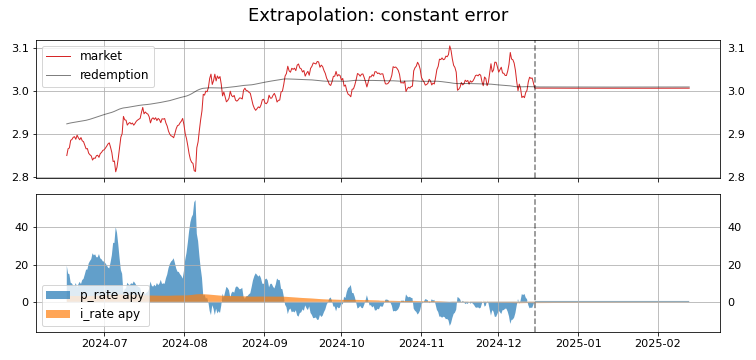 Extrapolation: constant error
3.1 3.1
market
redemption
3.0 3.0
2.9 2.9
2.8 2.8
40 40
20 20
0 0
p_rate apy
i_rate apy
2024-07 2024-08 2024-09 2024-10 2024-11 2024-12 2025-01 2025-02